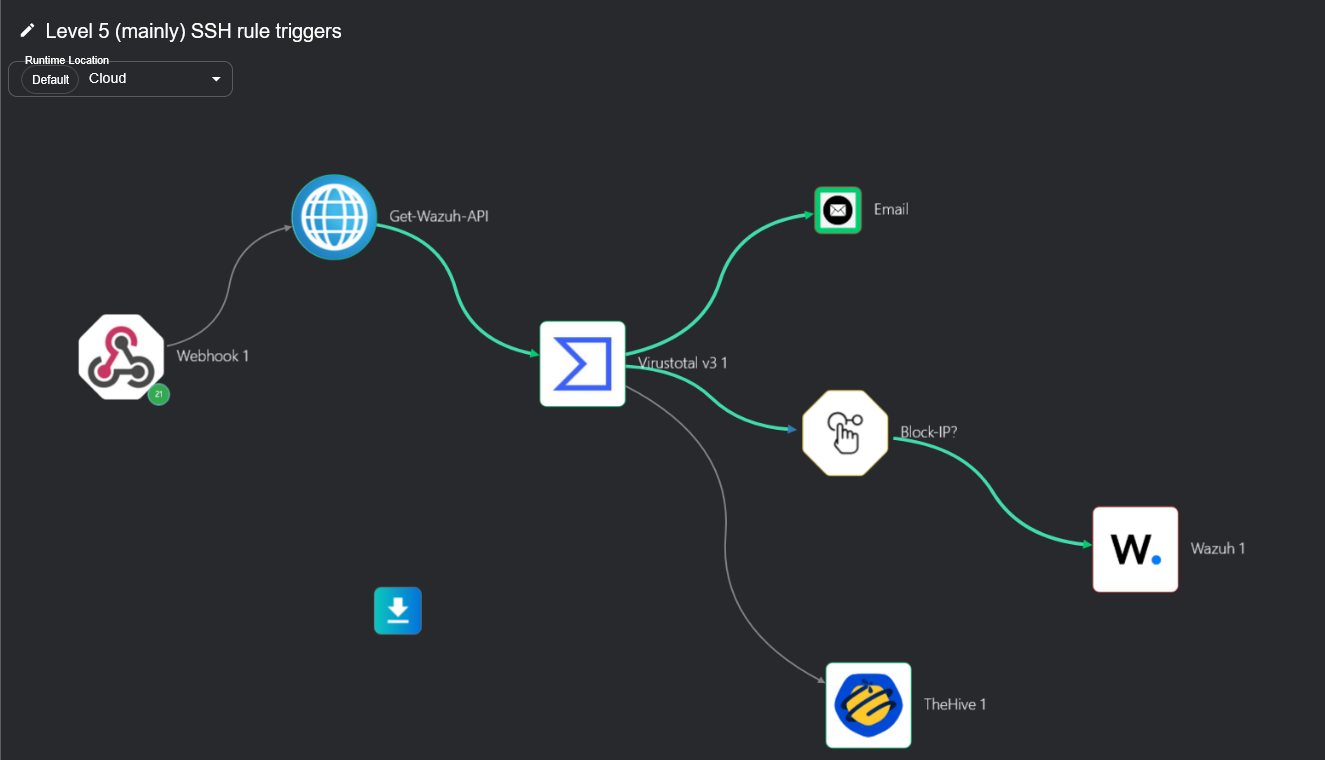 Level 5 (mainly) SSH rule triggers
Runtime Location
Default Cloud
Get-Wazuh-API
Email
Webhook 1
21
Virustotal v3 1
Block-IP?
W.
Wazuh 1
TheHive 1